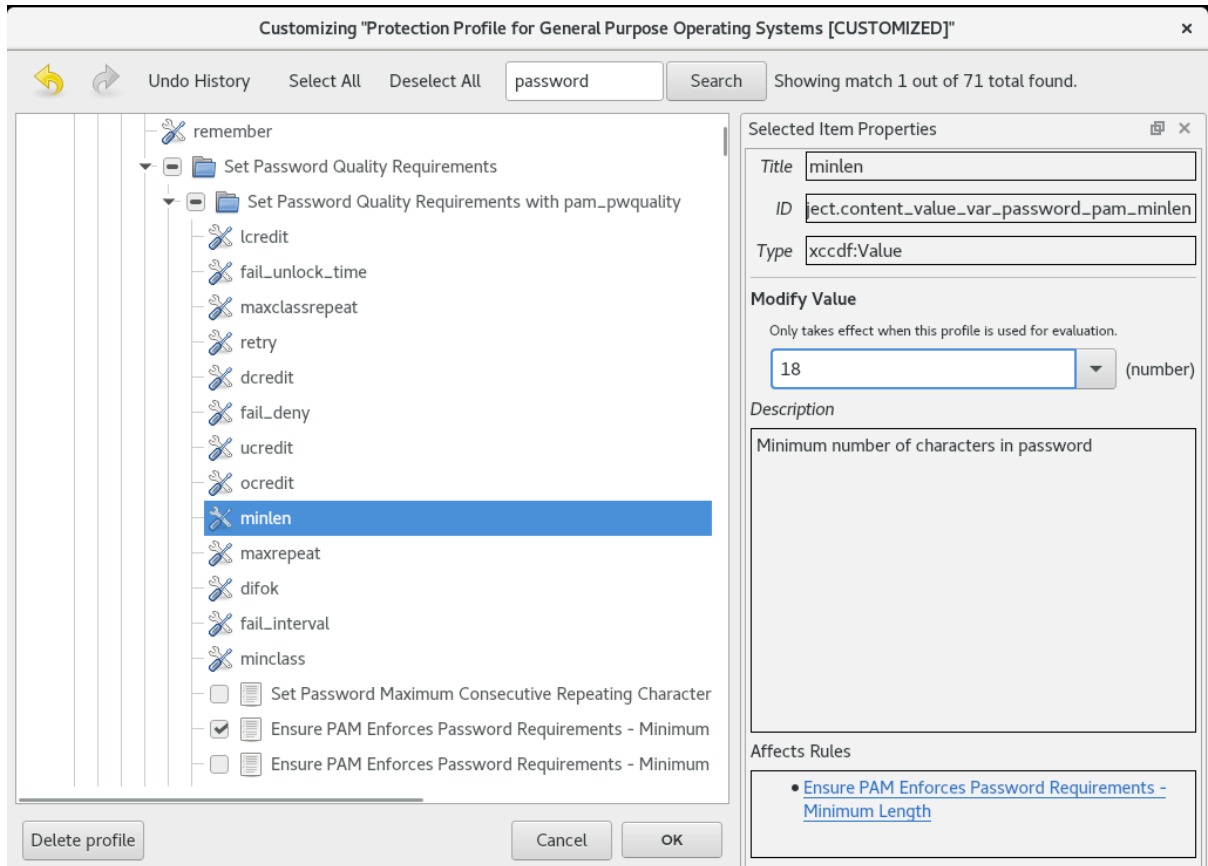 Customizing "Protection Profile for General Purpose Operating Systems [CUSTOMIZED]"
Undo History Select All Deselect All password Search Showing match 1 out of 71 total found.
remember
Set Password Quality Requirements
Set Password Quality Requirements with pam_pwquality
lcredit
fail_unlock_time
maxclassrepeat
retry
dcredit
fail_deny
ucredit
ocredit
minlen
maxrepeat
difok
fail_interval
minclass
Set Password Maximum Consecutive Repeating Character
Ensure PAM Enforces Password Requirements - Minimum
Ensure PAM Enforces Password Requirements - Minimum
Delete profile Cancel OK
Selected Item Properties
Title minlen
ID ject.content_value_var_password_pam_minlen
Type xccdf:Value
Modify Value
Only takes effect when this profile is used for evaluation.
18 (number)
Description
Minimum number of characters in password
Affects Rules
Ensure PAM Enforces Password Requirements -
Minimum Length